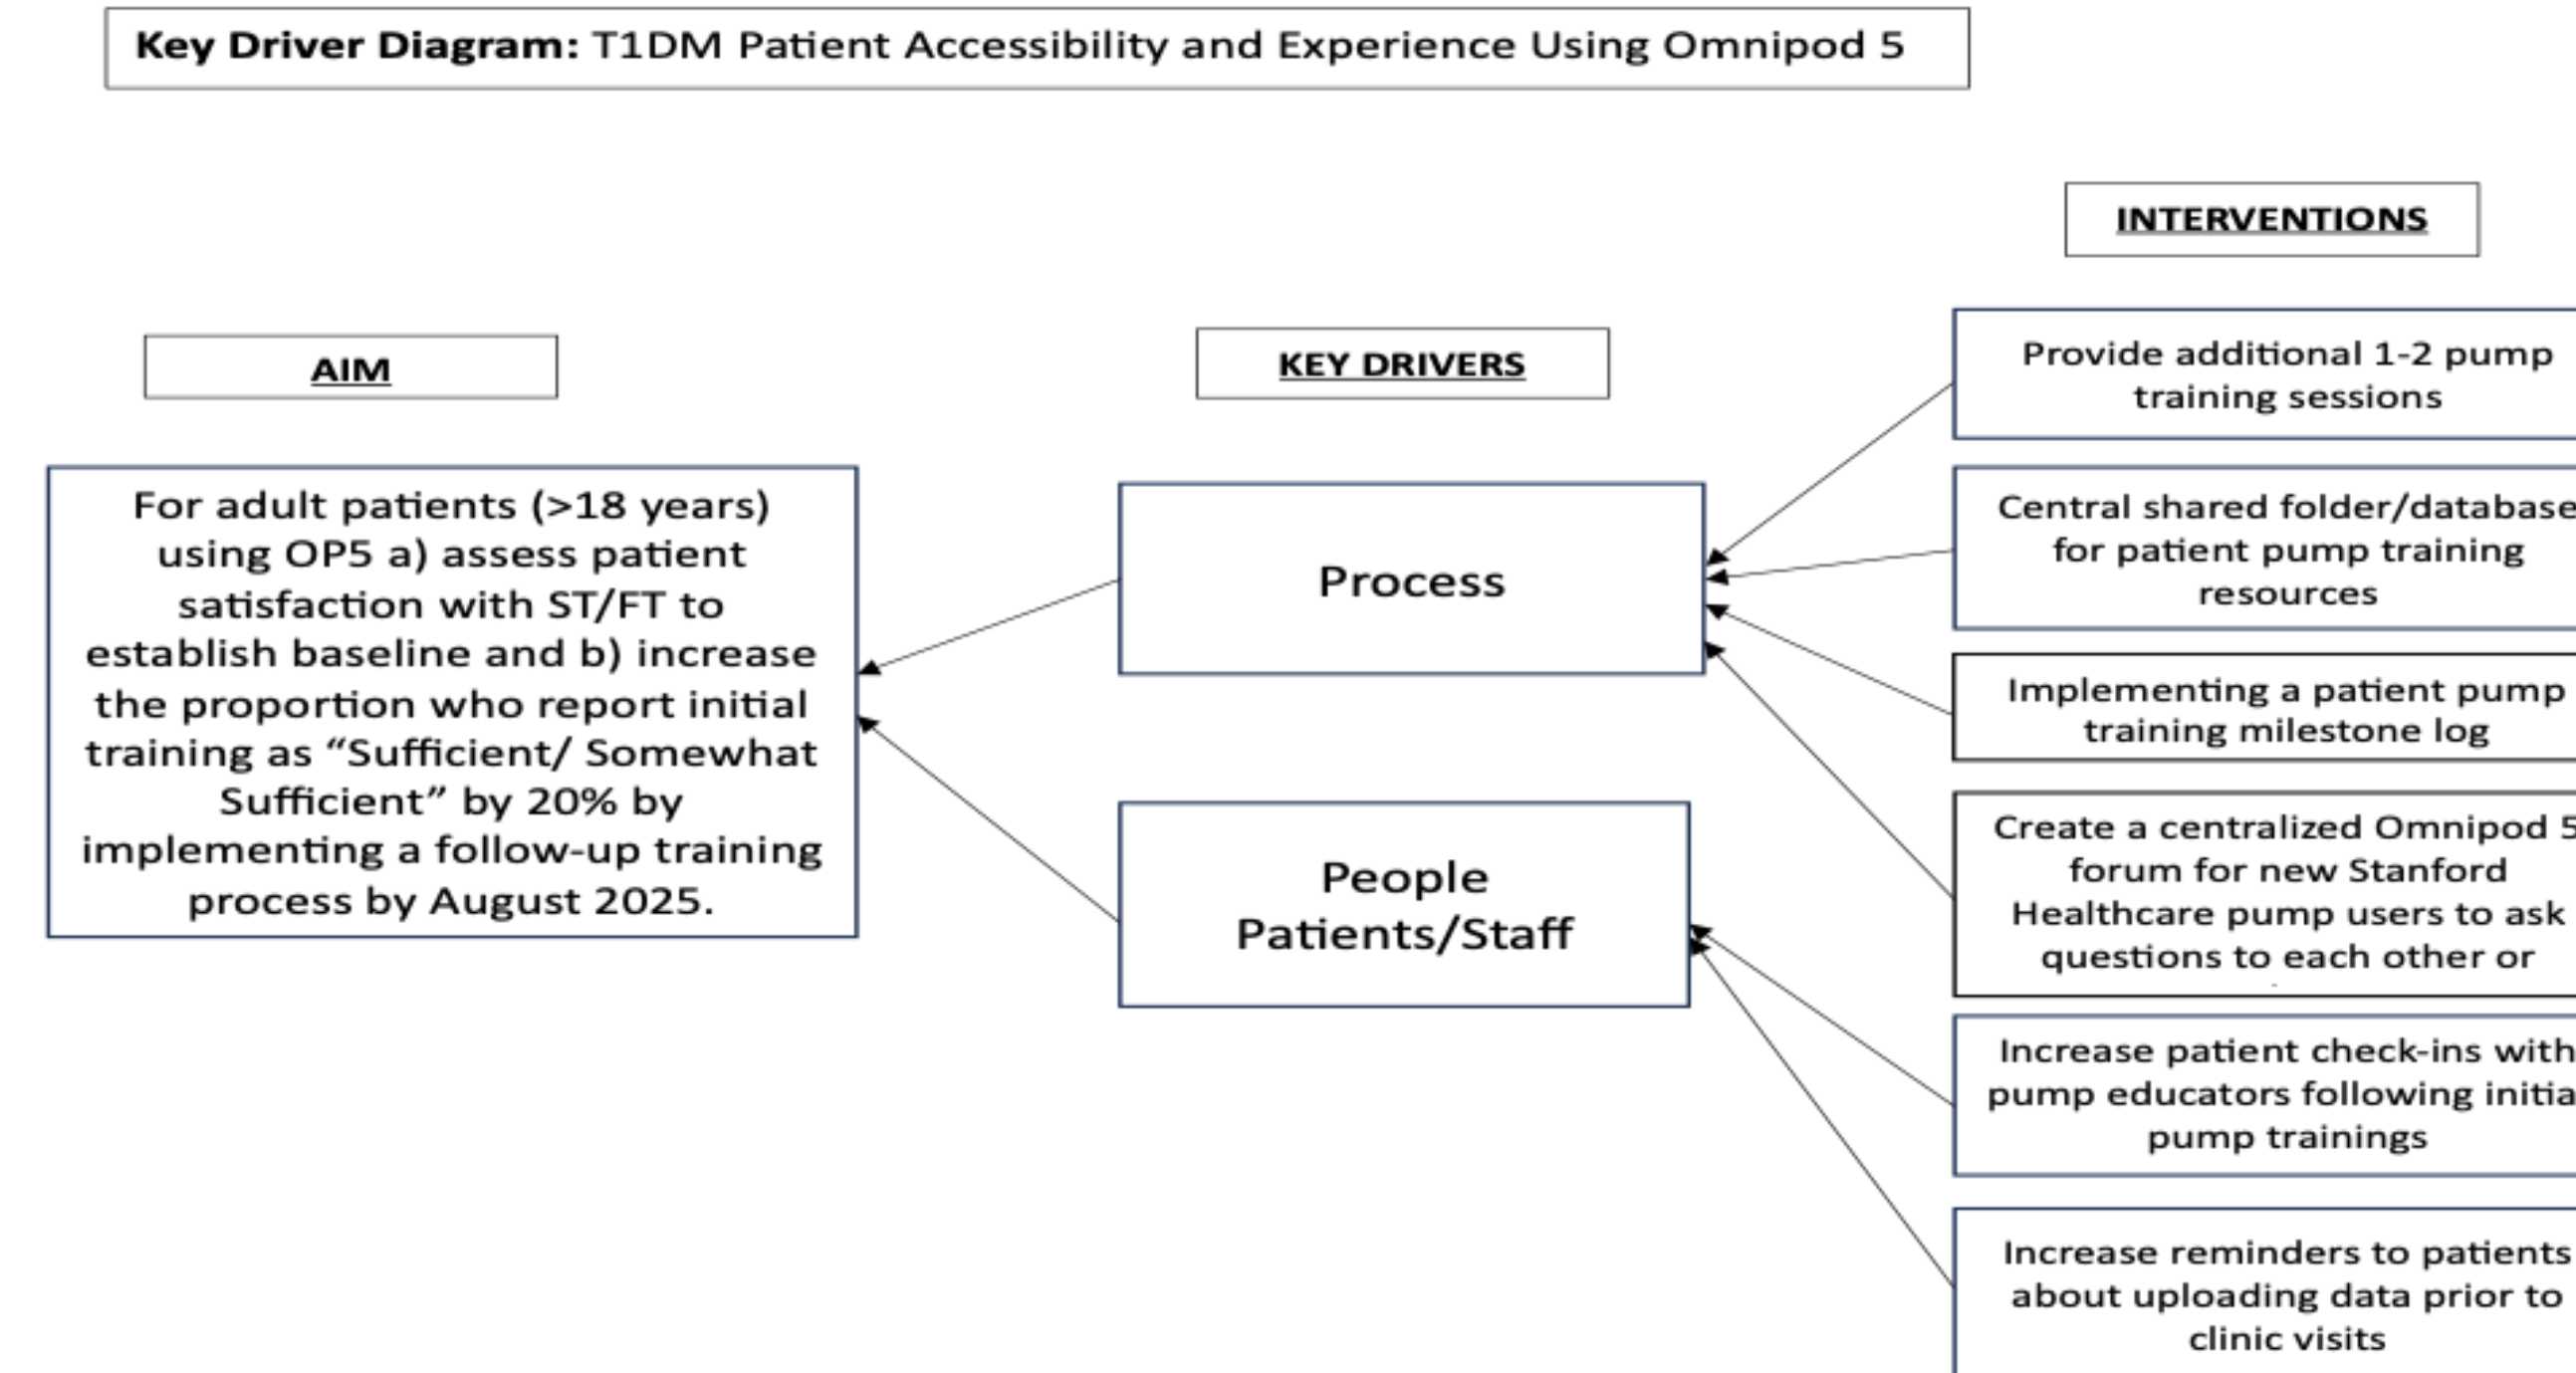 Key Driver Diagram: T1DM Patient Accessibility and Experience Using Omnipod 5
AIM
For adult patients (>18 years)
using OP5 a) assess patient
satisfaction with ST/FT to
establish baseline and b) increase
the proportion who report initial
training as “Sufficient/ Somewhat
Sufficient” by 20% by
implementing a follow-up training
process by August 2025.
KEY DRIVERS
Process
People
Patients/Staff
INTERVENTIONS
Provide additional 1-2 pump
training sessions
Central shared folder/database
for patient pump training
resources
Implementing a patient pump
training milestone log
Create a centralized Omnipod 5
forum for new Stanford
Healthcare pump users to ask
questions to each other or
Increase patient check-ins with
pump educators following initia
pump trainings
Increase reminders to patients
about uploading data prior to
clinic visits